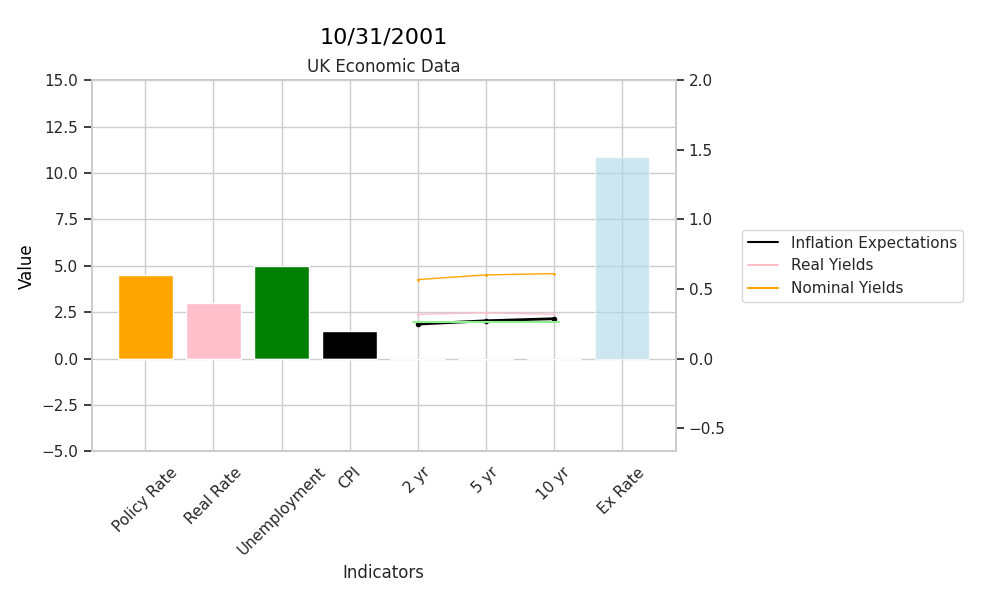 10/31/2001
UK Economic Data
15.0
12.5
10.0
7.5
5.0
2.5
0.0
−2.5
−5.0
Value
2.0
1.5
1.0
0.5
0.0
−0.5
Inflation Expectations
Real Yields
Nominal Yields
Policy Rate
Real Rate
Unemployment
CPI
2 yr
5 yr
10 yr
Ex Rate
Indicators